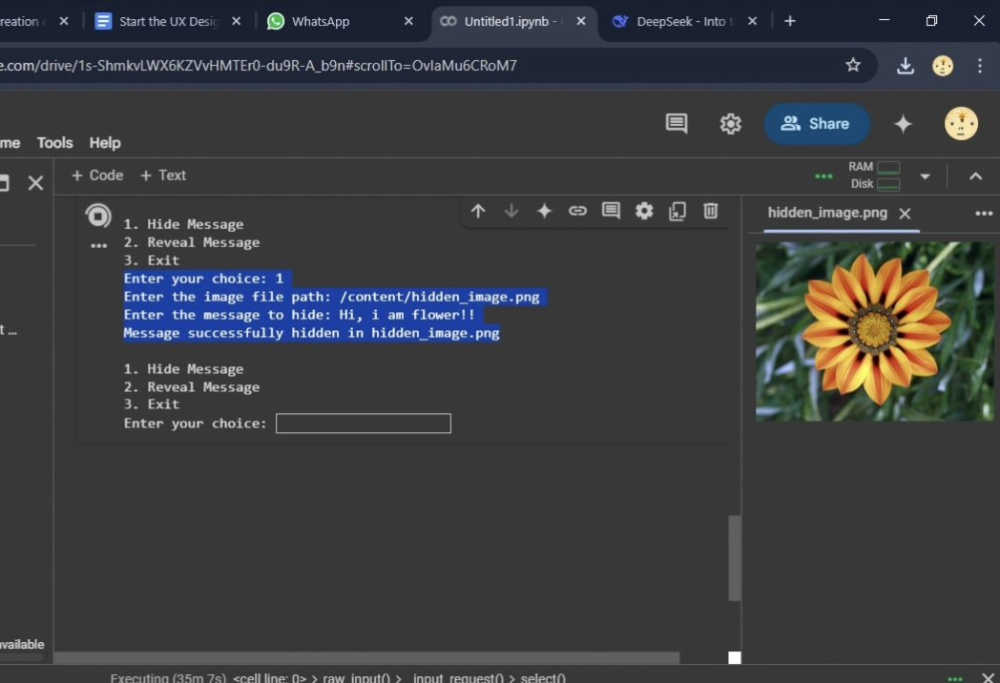 reation
Start the UX Desig
WhatsApp
Untitled1.ipynb -
DeepSeek - Into t
e.com/drive/1s-ShmkvLWX6KZVvHMTEr0-du9R-A_b9n#scrollTo=OvlaMu6CRoM7
Share
me Tools Help
+ Code + Text
RAM
Disk
hidden_image.png
1. Hide Message
2. Reveal Message
3. Exit
Enter your choice: 1
Enter the image file path: /content/hidden_image.png
Enter the message to hide: Hi, i am flower!!
Message successfully hidden in hidden_image.png
t ...
1. Hide Message
2. Reveal Message
3. Exit
Enter your choice:
vailable
Executing (35m 7s) <cell line: 0> > raw_input() > _input_request() > select()